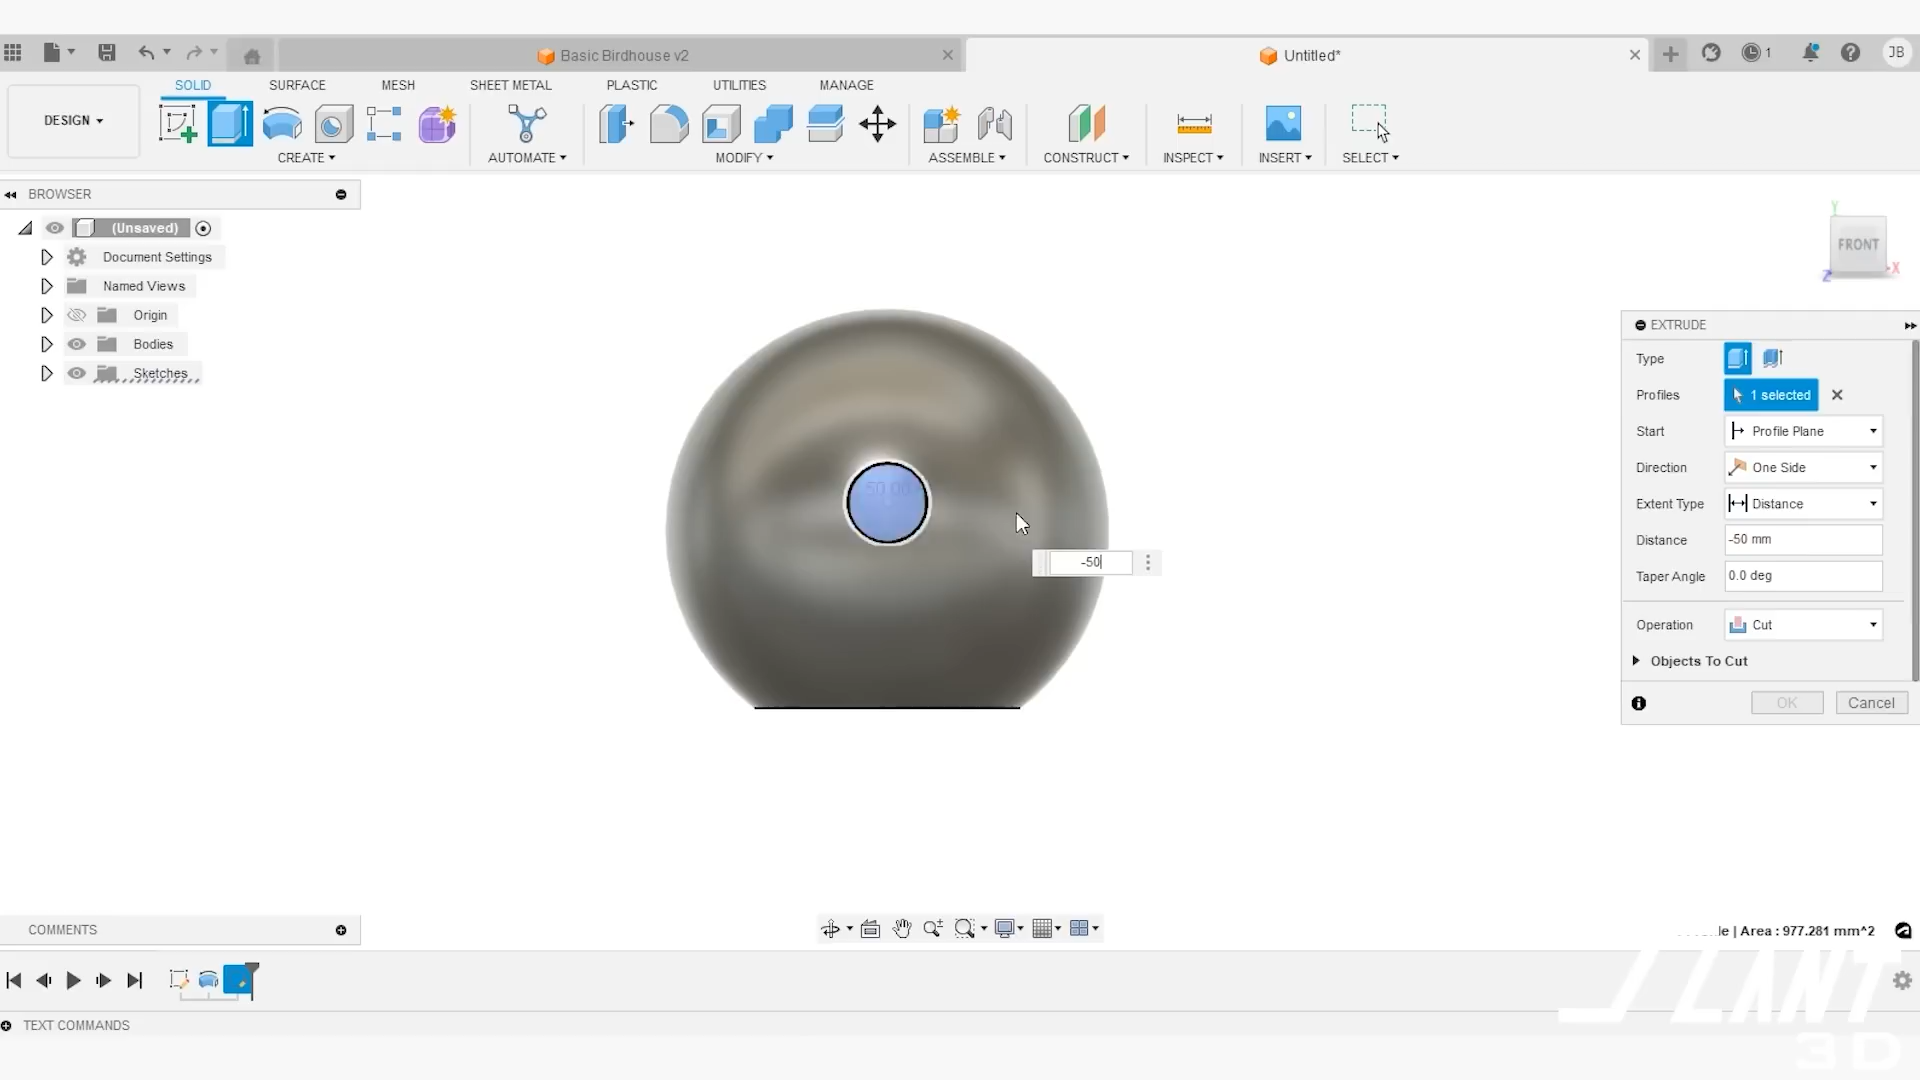 Basic Birdhouse v2
Untitled*
1
JB
DESIGN
SOLID
SURFACE
MESH
SHEET METAL
PLASTIC
UTILITIES
MANAGE
CREATE
AUTOMATE
MODIFY
ASSEMBLE
CONSTRUCT
INSPECT
INSERT
SELECT
BROWSER
(Unsaved)
Document Settings
Named Views
Origin
Bodies
Sketches
Y
FRONT
X
Z
EXTRUDE
Type
Profiles
1 selected
Start
Profile Plane
Direction
One Side
Extent Type
Distance
Distance
-50 mm
Taper Angle
0.0 deg
Operation
Cut
Objects To Cut
OK
Cancel
-50
COMMENTS
| Area : 977.281 mm^2
TEXT COMMANDS
SLANT
3D